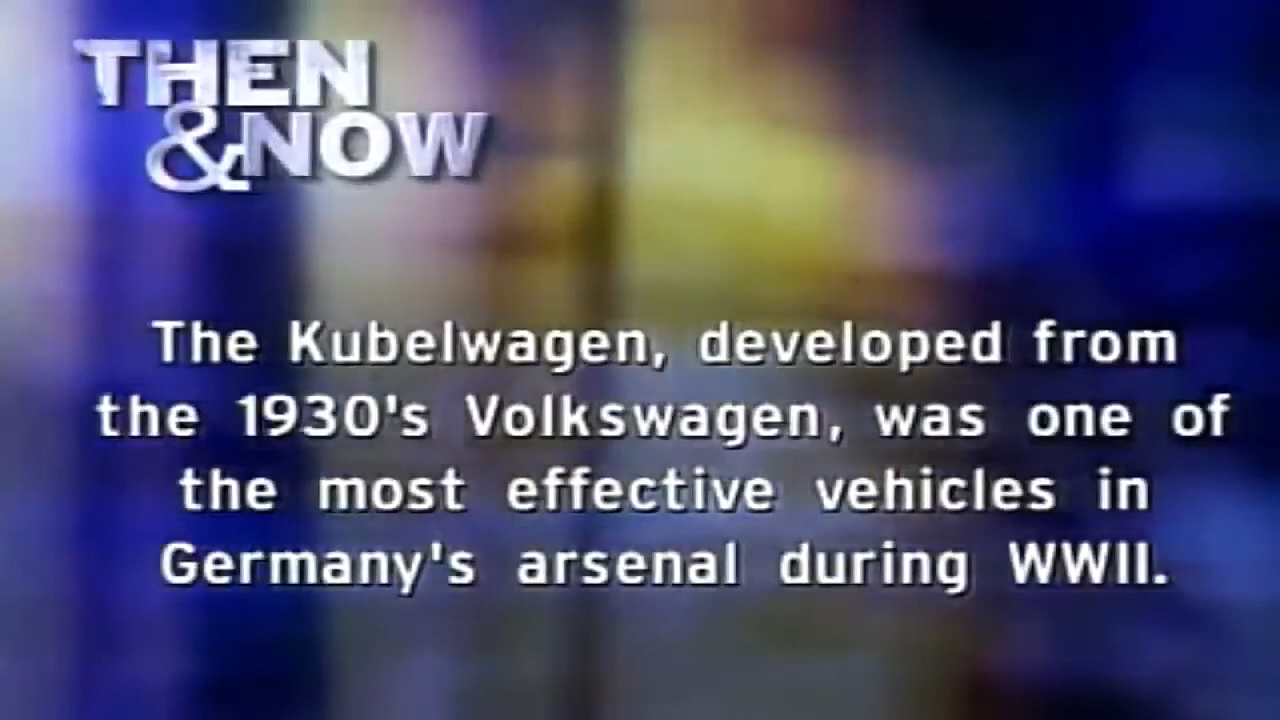 THEN
&NOW
The Kubelwagen, developed from
the 1930's Volkswagen, was one of
the most effective vehicles in
Germany's arsenal during WWII.